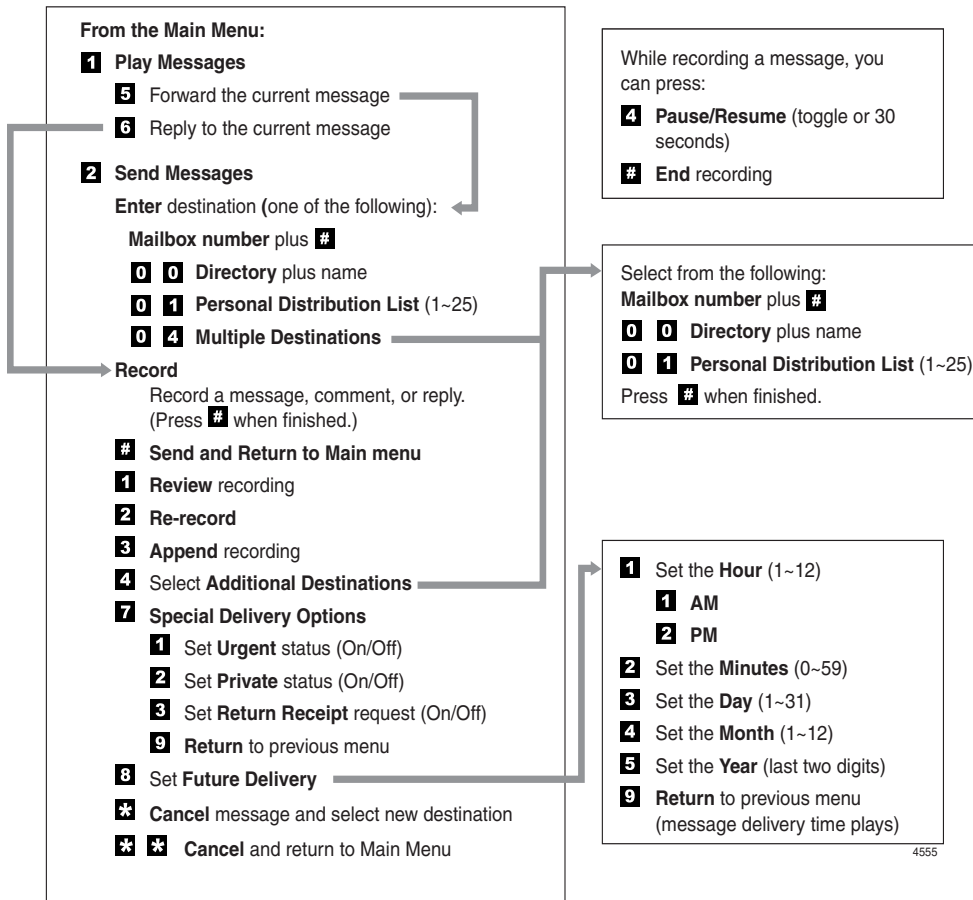 From the Main Menu:
1 Play Messages
5 Forward the current message
6 Reply to the current message
2 Send Messages
Enter destination (one of the following):
Mailbox number plus #
0 0 Directory plus name
0 1 Personal Distribution List (1~25)
0 4 Multiple Destinations
Record
Record a message, comment, or reply.
(Press # when finished.)
# Send and Return to Main menu
1 Review recording
2 Re-record
3 Append recording
4 Select Additional Destinations
7 Special Delivery Options
1 Set Urgent status (On/Off)
2 Set Private status (On/Off)
3 Set Return Receipt request (On/Off)
9 Return to previous menu
8 Set Future Delivery
* Cancel message and select new destination
* * Cancel and return to Main Menu
While recording a message, you
can press:
4 Pause/Resume (toggle or 30
seconds)
# End recording
Select from the following:
Mailbox number plus #
0 0 Directory plus name
0 1 Personal Distribution List (1~25)
Press # when finished.
1 Set the Hour (1~12)
1 AM
2 PM
2 Set the Minutes (0~59)
3 Set the Day (1~31)
4 Set the Month (1~12)
5 Set the Year (last two digits)
9 Return to previous menu
(message delivery time plays)
4555